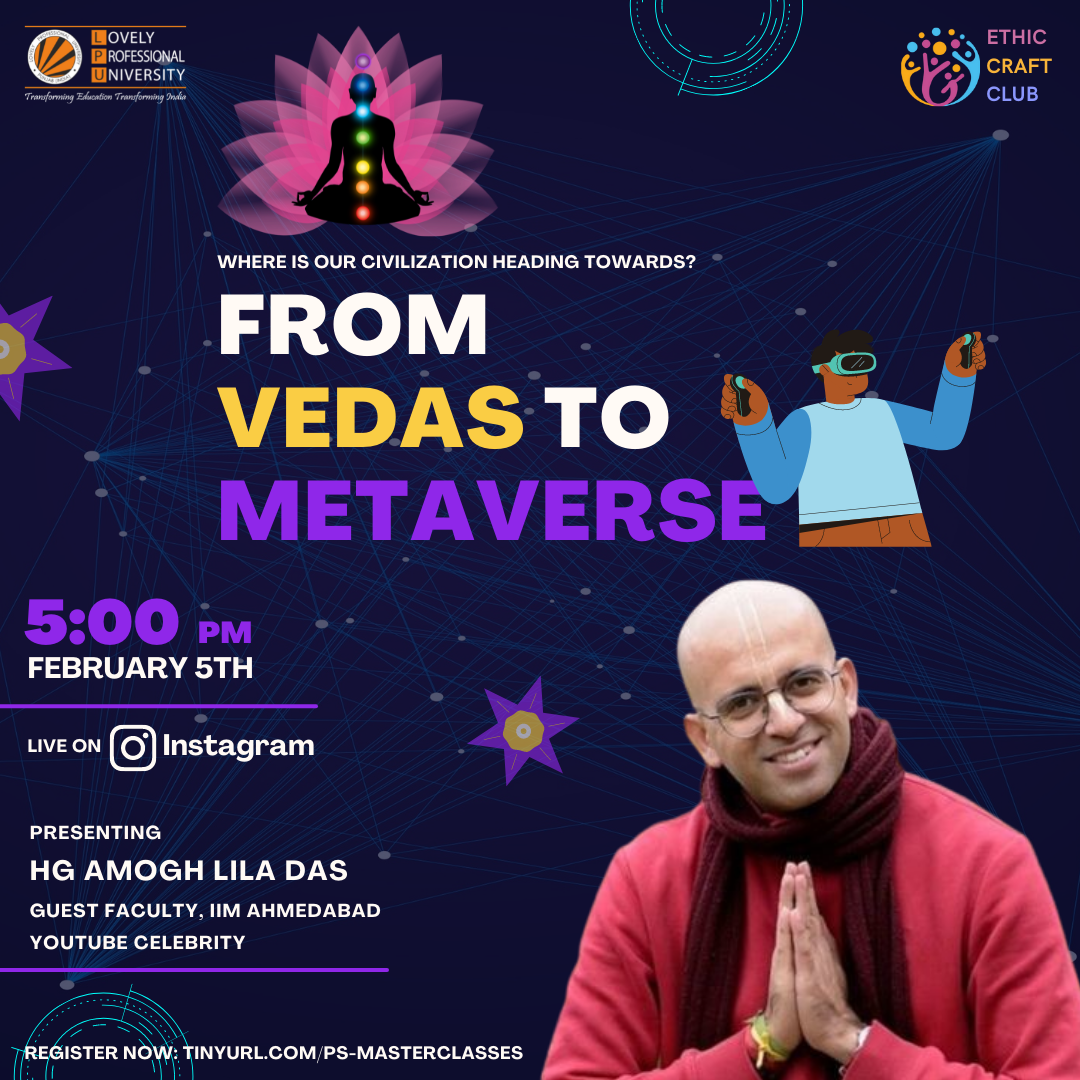 LOVELY
PROFESSIONAL
UNIVERSITY
Transforming Education Transforming India
ETHIC
CRAFT
CLUB
WHERE IS OUR CIVILIZATION HEADING TOWARDS?
FROM
VEDAS TO
METAVERSE
5:00 PM
FEBRUARY 5TH
LIVE ON Instagram
PRESENTING
HG AMOGH LILA DAS
GUEST FACULTY, IIM AHMEDABAD
YOUTUBE CELEBRITY
REGISTER NOW: TINYURL.COM/PS-MASTERCLASSES